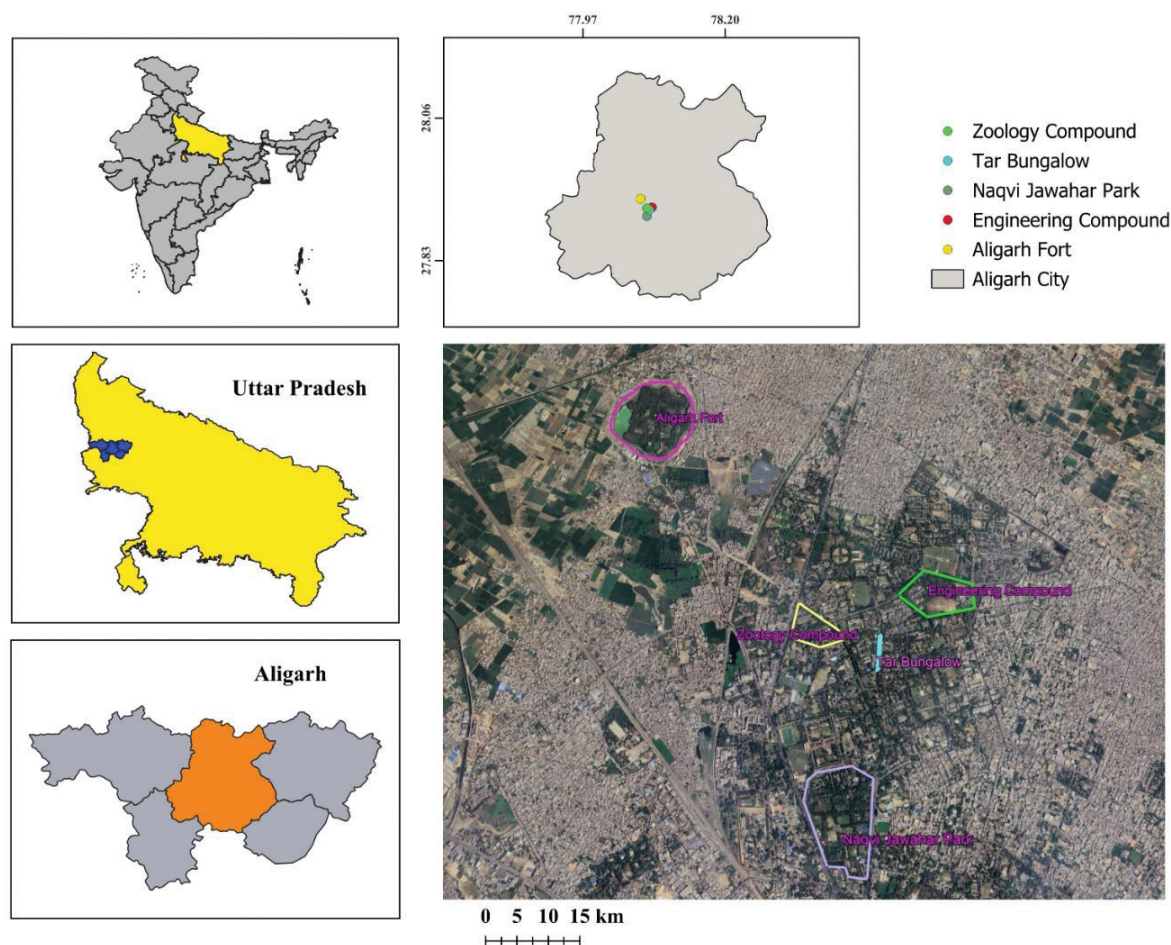 77.97 78.20
28.06
27.83
Zoology Compound
Tar Bungalow
Naqvi Jawahar Park
Engineering Compound
Aligarh Fort
Aligarh City
Uttar Pradesh
Aligarh
Aligarh Fort
Engineering Compound
Zoology Compound
Tar Bungalow
Naqvi Jawahar Park
0 5 10 15 km